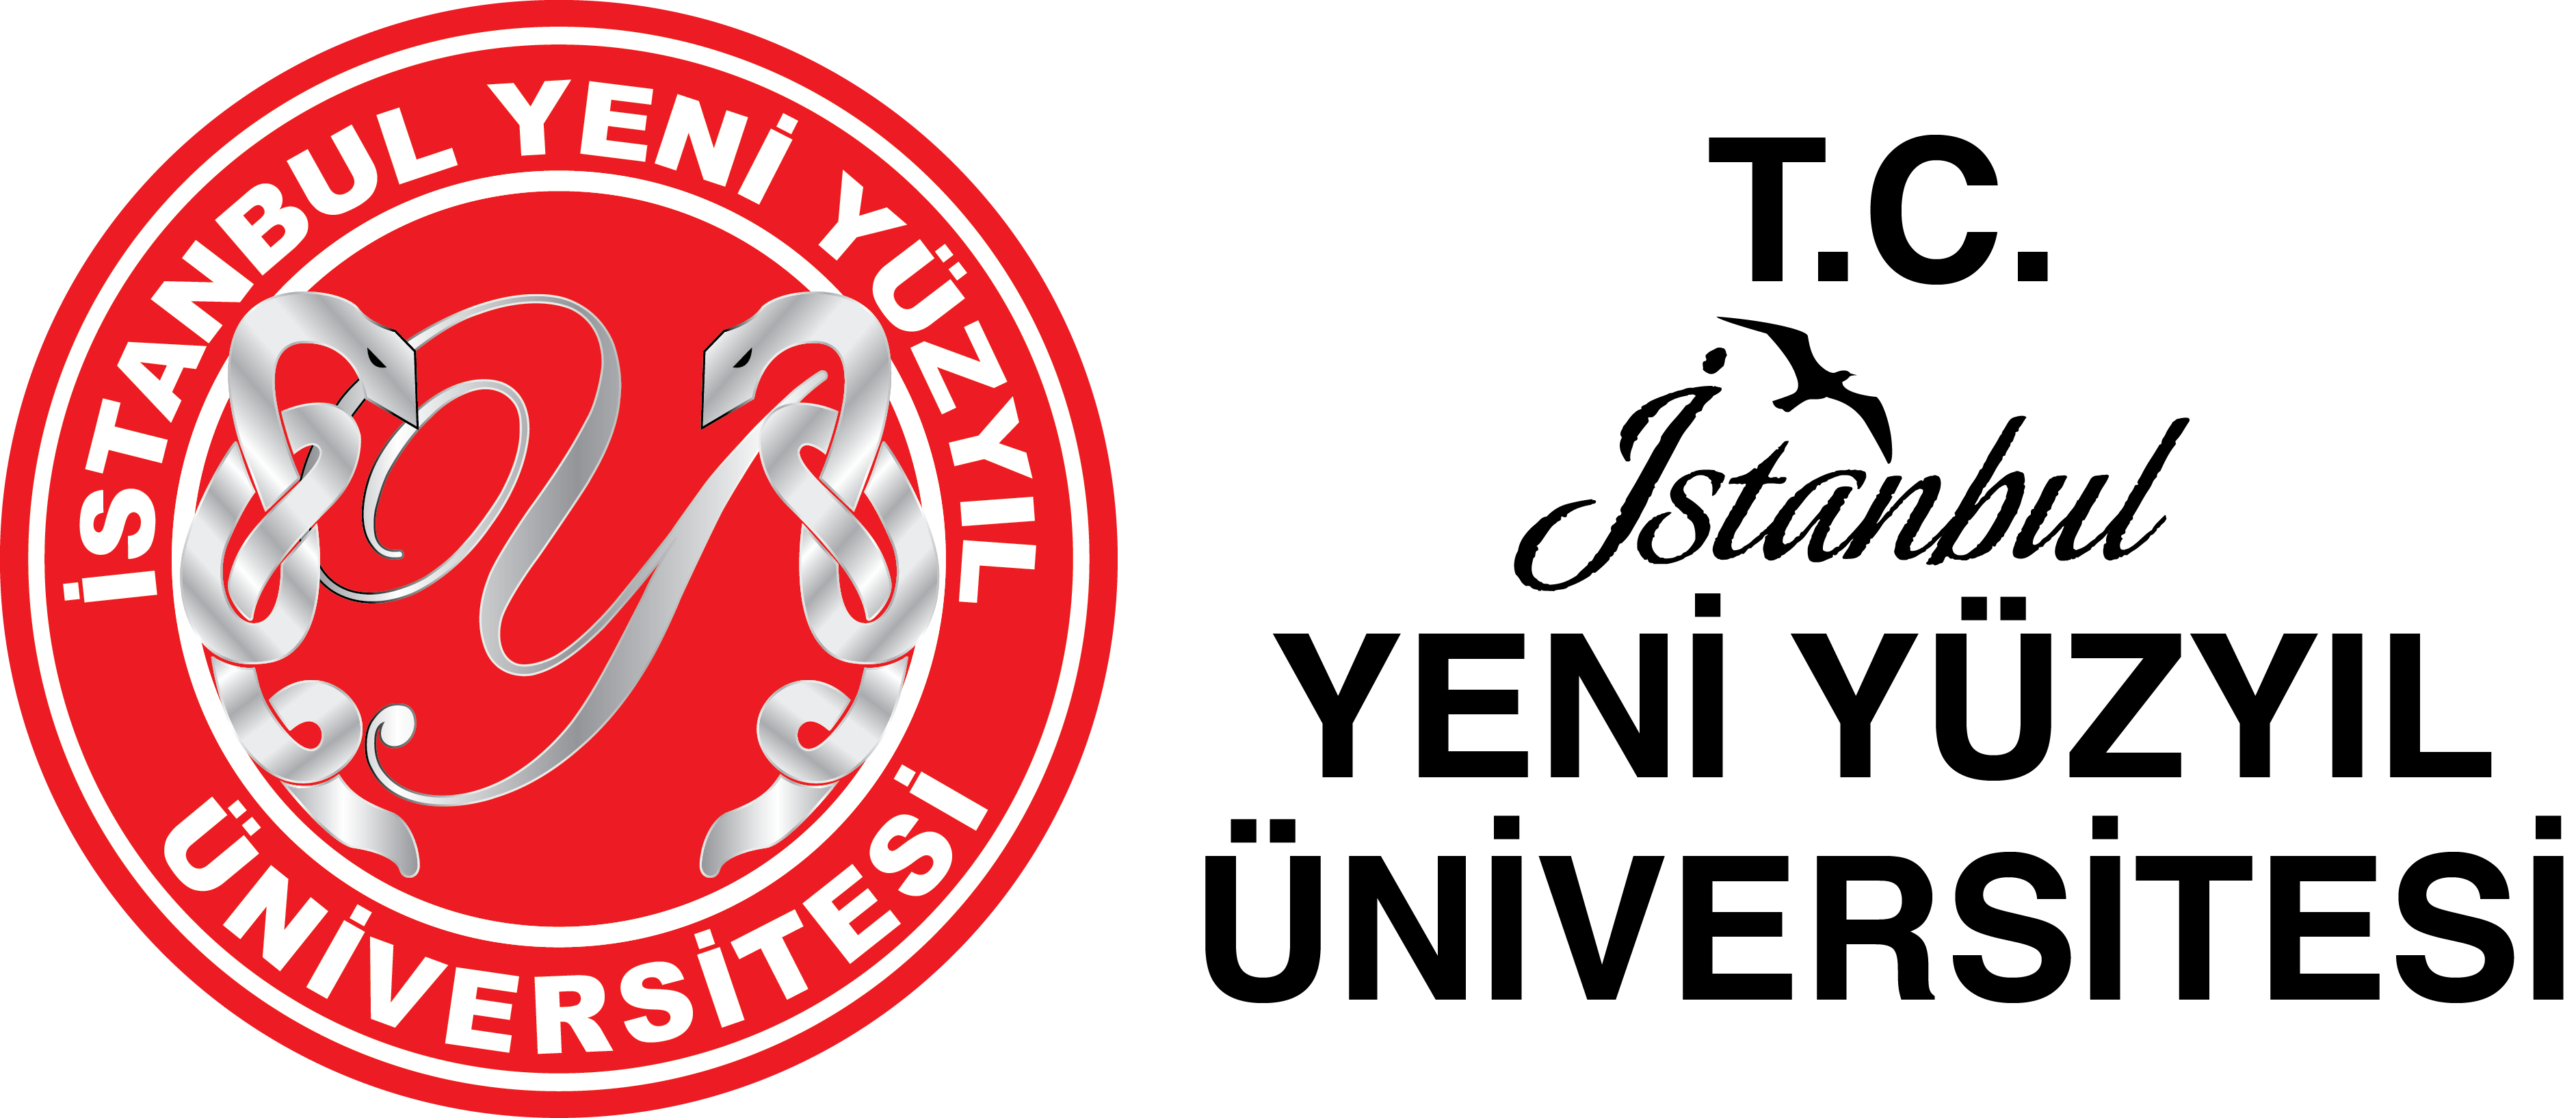 İSTANBUL YENİ YÜZYIL
Y
ÜNİVERSİTESİ
T.C.
İstanbul
YENİ YÜZYIL
ÜNİVERSİTESİ